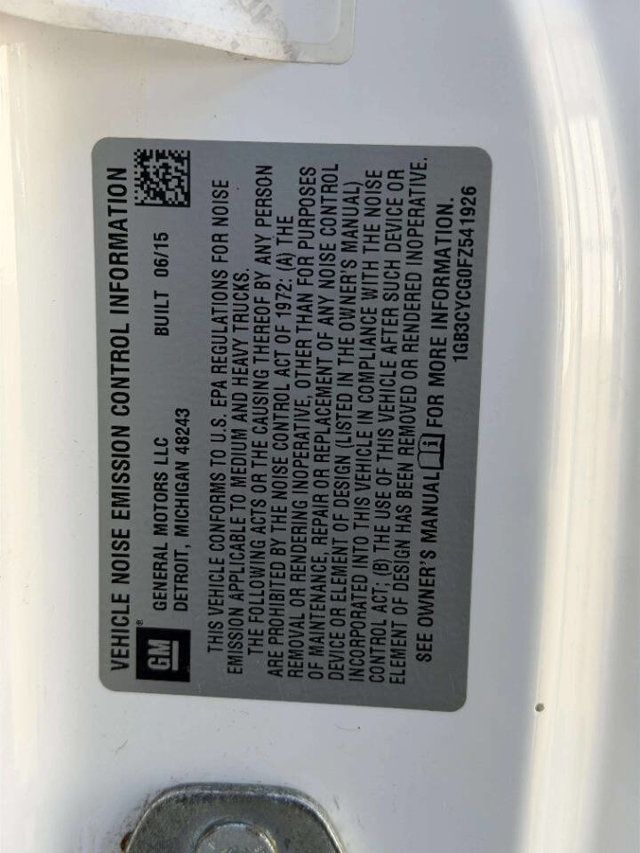 VEHICLE NOISE EMISSION CONTROL INFORMATION
GM®
GENERAL MOTORS LLC BUILT 06/15
DETROIT, MICHIGAN 48243
THIS VEHICLE CONFORMS TO U.S. EPA REGULATIONS FOR NOISE
EMISSION APPLICABLE TO MEDIUM AND HEAVY TRUCKS.
THE FOLLOWING ACTS OR THE CAUSING THEREOF BY ANY PERSON
ARE PROHIBITED BY THE NOISE CONTROL ACT OF 1972: (A) THE
REMOVAL OR RENDERING INOPERATIVE, OTHER THAN FOR PURPOSES
OF MAINTENANCE, REPAIR OR REPLACEMENT OF ANY NOISE CONTROL
DEVICE OR ELEMENT OF DESIGN (LISTED IN THE OWNER'S MANUAL)
INCORPORATED INTO THIS VEHICLE IN COMPLIANCE WITH THE NOISE
CONTROL ACT; (B) THE USE OF THIS VEHICLE AFTER SUCH DEVICE OR
ELEMENT OF DESIGN HAS BEEN REMOVED OR RENDERED INOPERATIVE.
SEE OWNER'S MANUAL FOR MORE INFORMATION.
1GB3CYCG0FZ541926